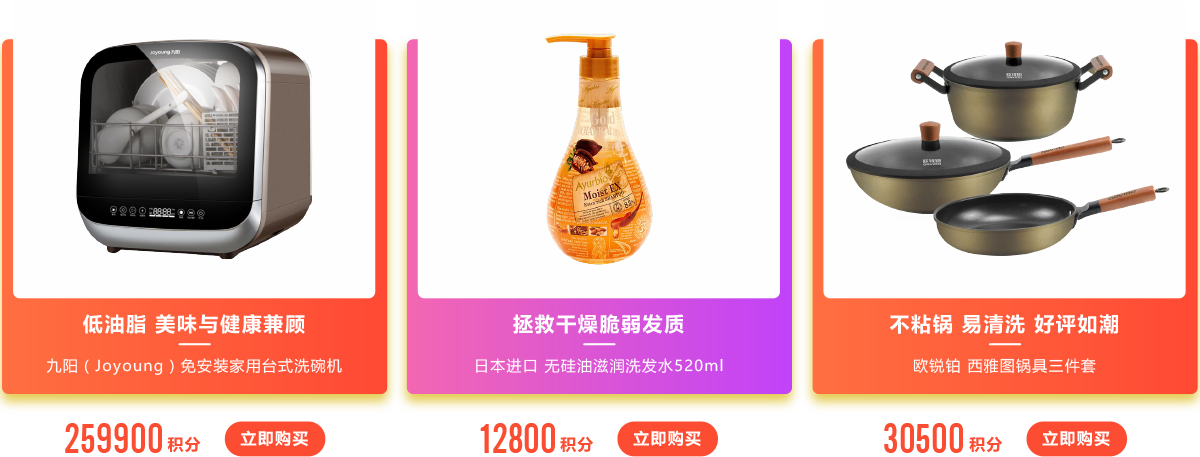 Joyoung九阳
88:88
低油脂 美味与健康兼顾
九阳（Joyoung）免安装家用台式洗碗机
259900积分
立即购买
Gold
Ayurbio
Moist EX
拯救干燥脆弱发质
日本进口 无硅油滋润洗发水520ml
12800积分
立即购买
不粘锅 易清洗 好评如潮
欧锐铂 西雅图锅具三件套
30500积分
立即购买